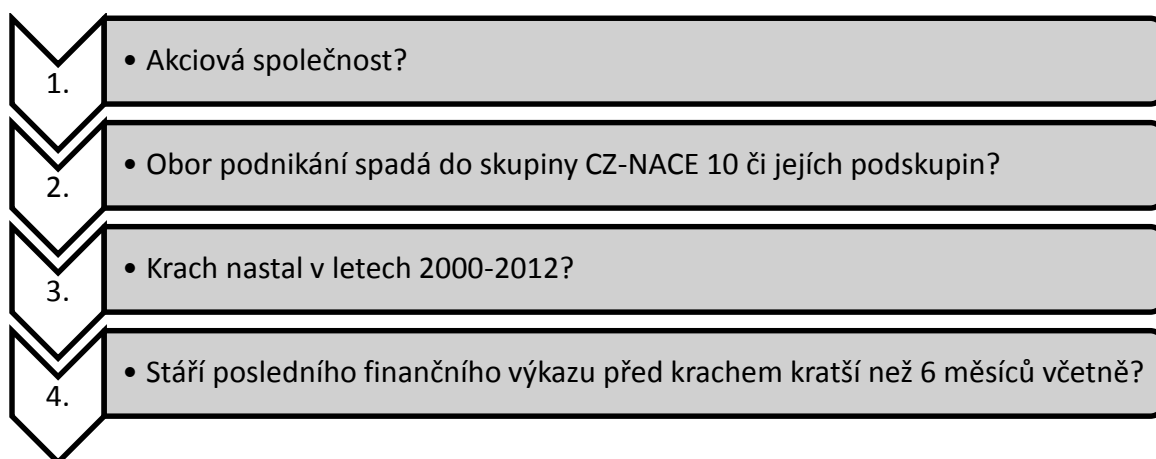 1.
• Akciová společnost?
2.
• Obor podnikání spadá do skupiny CZ-NACE 10 či jejích podskupin?
3.
• Krach nastal v letech 2000-2012?
4.
• Stáří posledního finančního výkazu před krachem kratší než 6 měsíců včetně?